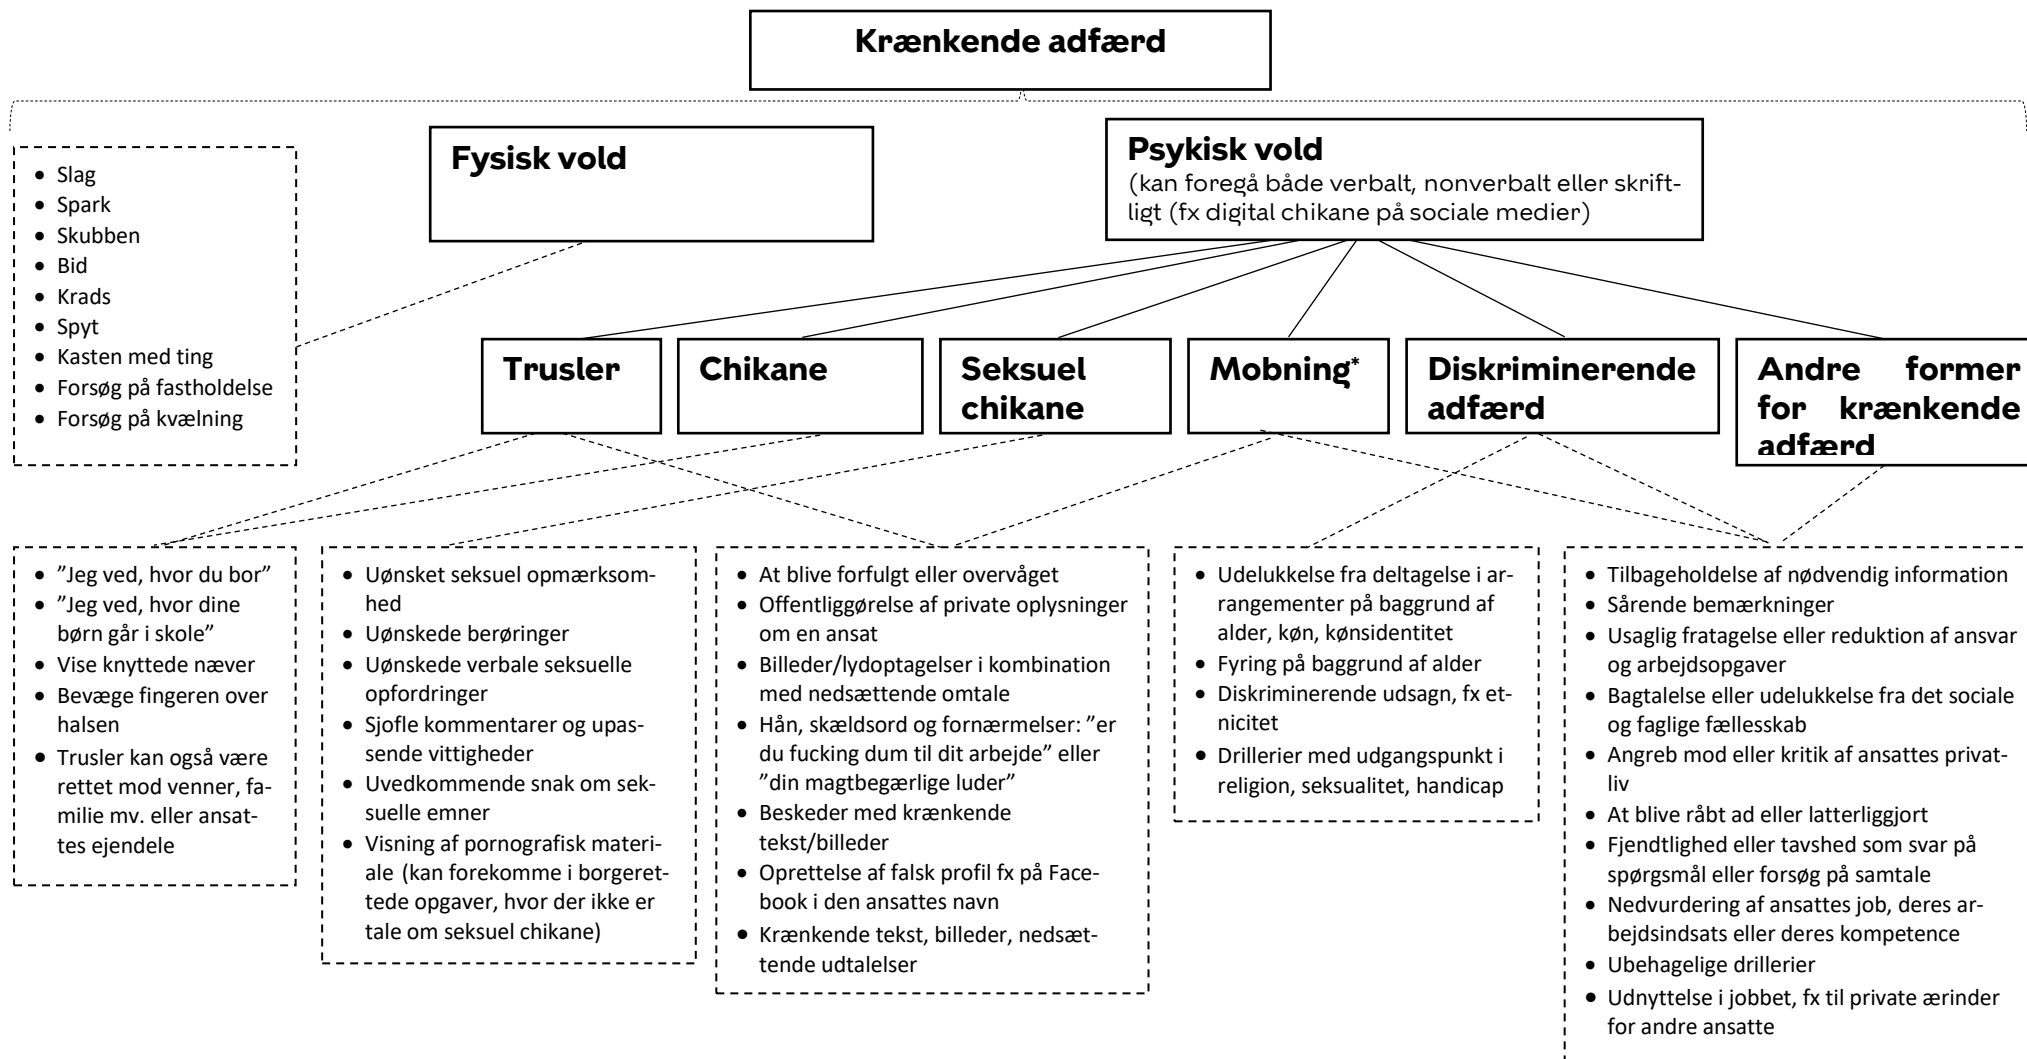 Krænkende adfærd
Fysisk vold
Psykisk vold
(kan foregå både verbalt, nonverbalt eller skrift-
ligt (fx digital chikane på sociale medier)
• Slag
• Spark
• Skubben
• Bid
• Krads
• Spyt
• Kasten med ting
• Forsøg på fastholdelse
• Forsøg på kvælning
Trusler
Chikane
Seksuel
chikane
Mobning*
Diskriminerende
adfærd
Andre former
for krænkende
adfærd
• ”Jeg ved, hvor du bor”
• ”Jeg ved, hvor dine
børn går i skole”
• Vise knyttede næver
• Bevæge fingeren over
halsen
• Trusler kan også være
rettet mod venner, fa-
milie mv. eller ansat-
tes ejendele
• Uønsket seksuel opmærksom-
hed
• Uønskede berøringer
• Uønskede verbale seksuelle
opfordringer
• Sjofle kommentarer og upas-
sende vittigheder
• Uvedkommende snak om sek-
suelle emner
• Visning af pornografisk materi-
ale (kan forekomme i borgeret-
tede opgaver, hvor der ikke er
tale om seksuel chikane)
• At blive forfulgt eller overvåget
• Offentliggørelse af private oplysninger
om en ansat
• Billeder/lydoptagelser i kombination
med nedsættende omtale
• Hån, skældsord og fornærmelser: ”er
du fucking dum til dit arbejde” eller
”din magtbegærlige luder”
• Beskeder med krænkende
tekst/billeder
• Oprettelse af falsk profil fx på Face-
book i den ansattes navn
• Krænkende tekst, billeder, nedsæt-
tende udtalelser
• Udelukkelse fra deltagelse i ar-
rangementer på baggrund af
alder, køn, kønsidentitet
• Fyring på baggrund af alder
• Diskriminerende udsagn, fx et-
nicitet
• Drillerier med udgangspunkt i
religion, seksualitet, handicap
• Tilbageholdelse af nødvendig information
• Sårende bemærkninger
• Usaglig fratagelse eller reduktion af ansvar
og arbejdsopgaver
• Bagtalelse eller udelukkelse fra det sociale
og faglige fællesskab
• Angreb mod eller kritik af ansattes privat-
liv
• At blive råbt ad eller latterliggjort
• Fjendtlighed eller tavshed som svar på
spørgsmål eller forsøg på samtale
• Nedvurdering af ansattes job, deres ar-
bejdsindsats eller deres kompetence
• Ubehagelige drillerier
• Udnyttelse i jobbet, fx til private ærinder
for andre ansatte